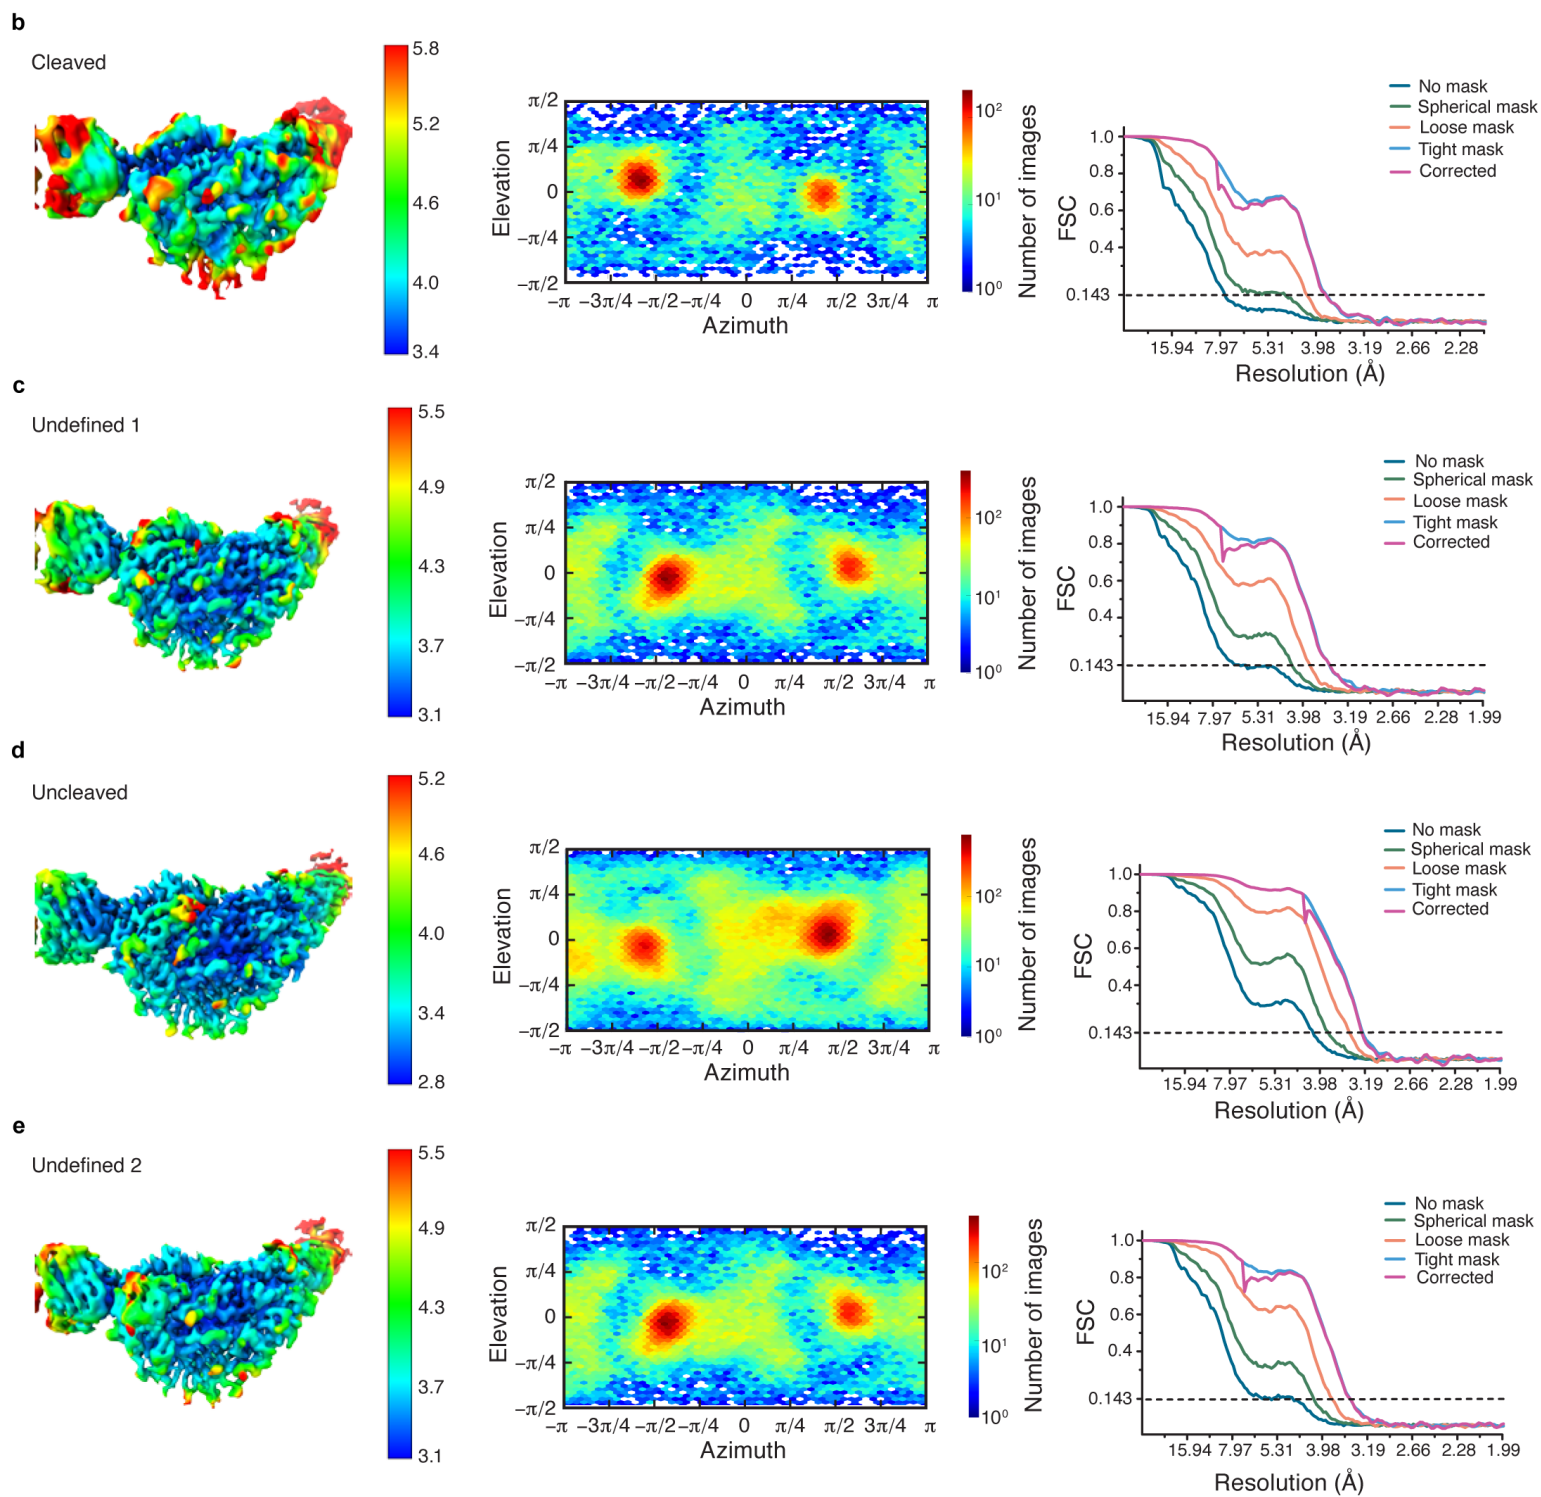 b
Cleaved
5.8
5.2
4.6
4.0
3.4
Elevation
π/2
π/4
0
−π/4
−π/2
−π −3π/4 −π/2 −π/4 0 π/4 π/2 3π/4 π
Azimuth
10²
10¹
10⁰
Number of images
No mask
Spherical mask
Loose mask
Tight mask
Corrected
FSC
1.0
0.8
0.6
0.4
0.143
15.94 7.97 5.31 3.98 3.19 2.66 2.28
Resolution (Å)
c
Undefined 1
5.5
4.9
4.3
3.7
3.1
Elevation
π/2
π/4
0
−π/4
−π/2
−π −3π/4 −π/2 −π/4 0 π/4 π/2 3π/4 π
Azimuth
10²
10¹
10⁰
Number of images
No mask
Spherical mask
Loose mask
Tight mask
Corrected
FSC
1.0
0.8
0.6
0.4
0.143
15.94 7.97 5.31 3.98 3.19 2.66 2.28 1.99
Resolution (Å)
d
Uncleaved
5.2
4.6
4.0
3.4
2.8
Elevation
π/2
π/4
0
−π/4
−π/2
−π −3π/4 −π/2 −π/4 0 π/4 π/2 3π/4 π
Azimuth
10²
10¹
10⁰
Number of images
No mask
Spherical mask
Loose mask
Tight mask
Corrected
FSC
1.0
0.8
0.6
0.4
0.143
15.94 7.97 5.31 3.98 3.19 2.66 2.28 1.99
Resolution (Å)
e
Undefined 2
5.5
4.9
4.3
3.7
3.1
Elevation
π/2
π/4
0
−π/4
−π/2
−π −3π/4 −π/2 −π/4 0 π/4 π/2 3π/4 π
Azimuth
10²
10¹
10⁰
Number of images
No mask
Spherical mask
Loose mask
Tight mask
Corrected
FSC
1.0
0.8
0.6
0.4
0.143
15.94 7.97 5.31 3.98 3.19 2.66 2.28 1.99
Resolution (Å)